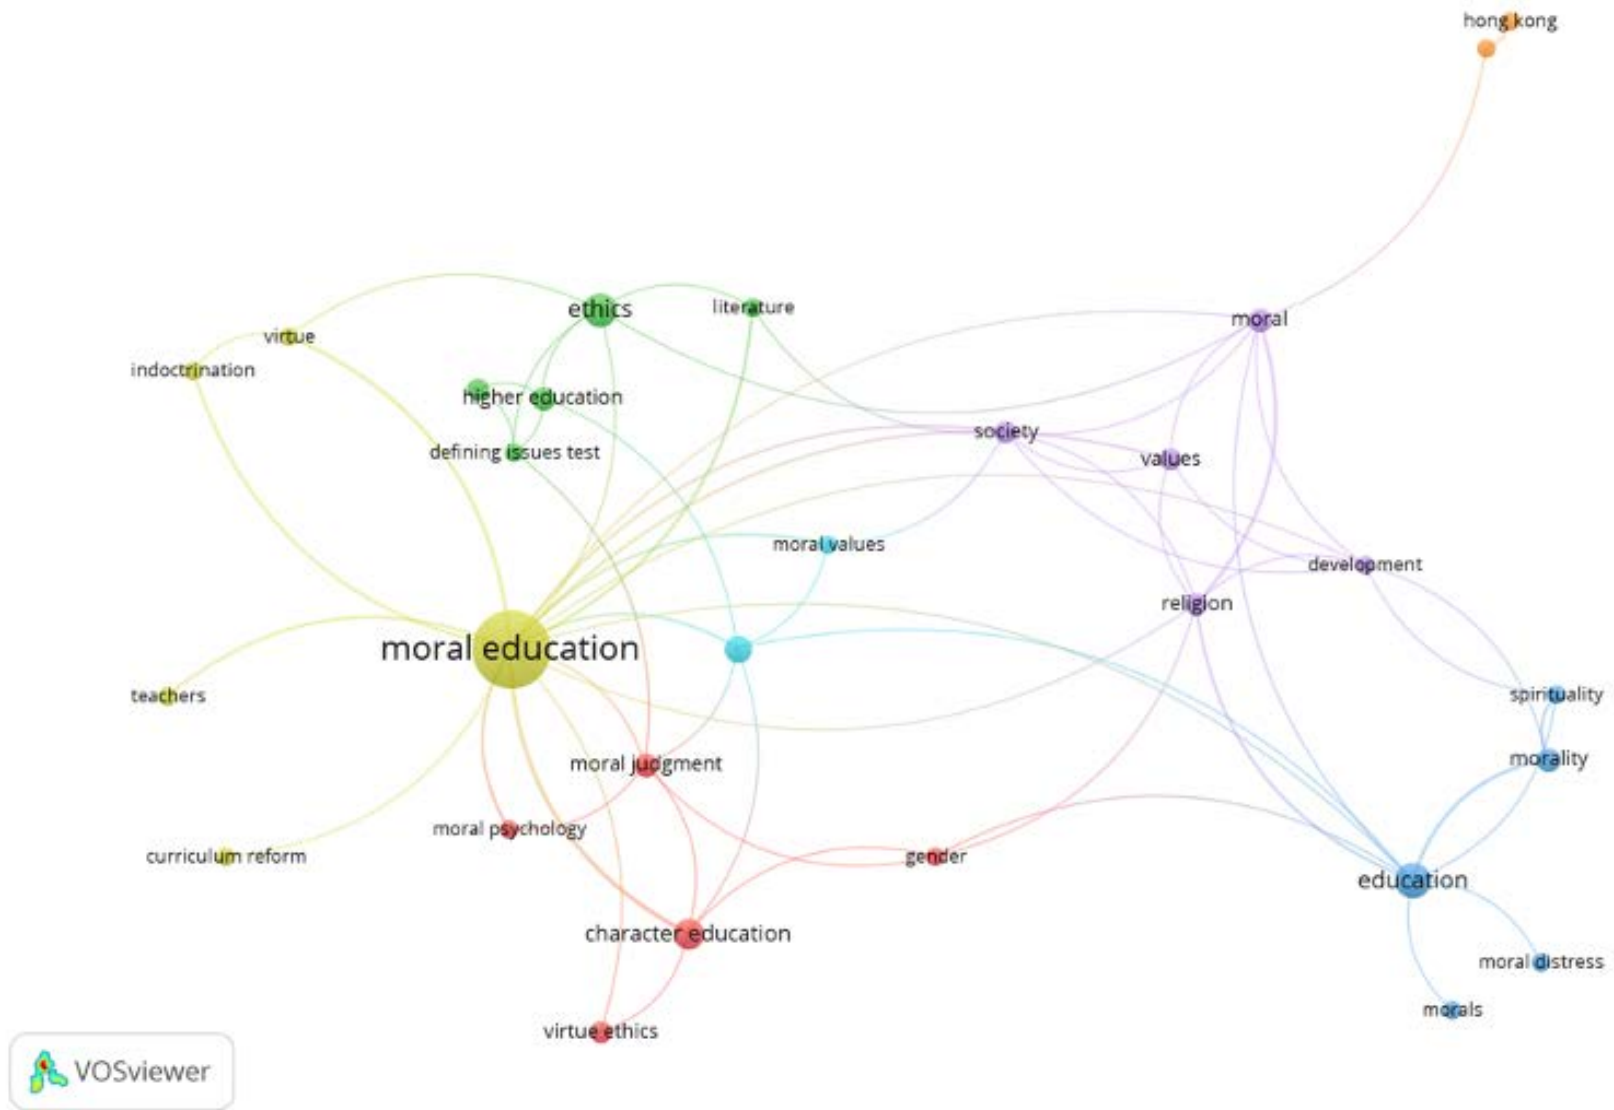 hong kong
ethics
literature
moral
virtue
indoctrination
higher education
defining issues test
society
values
moral values
development
religion
moral education
teachers
spirituality
moral judgment
morality
moral psychology
curriculum reform
gender
education
character education
moral distress
morals
virtue ethics
VOSviewer